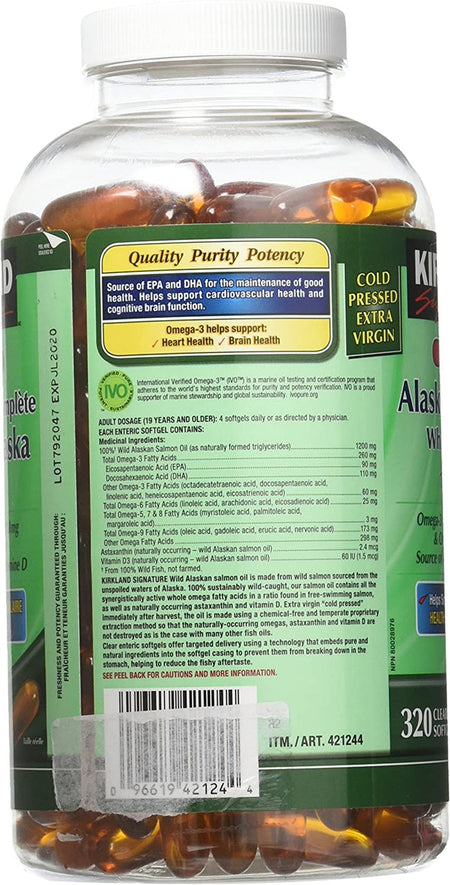 Quality Purity Potency
Source of EPA and DHA for the maintenance of good
health. Helps support cardiovascular health and
cognitive brain function.
Omega-3 helps support:
✓ Heart Health ✓ Brain Health
COLD
PRESSED
EXTRA
VIRGIN
IVO
International Verified Omega-3™ (IVO™) is a marine oil testing and certification program that
adheres to the world's highest standards for purity and potency verification. IVO is a proud
supporter of marine stewardship and global sustainability. ivopure.org
ADULT DOSAGE (19 YEARS AND OLDER): 4 softgels daily or as directed by a physician.
EACH ENTERIC SOFTGEL CONTAINS:
Medicinal Ingredients:
100%† Wild Alaskan Salmon Oil (as naturally formed triglycerides) 1200 mg
Total Omega-3 Fatty Acids 260 mg
Eicosapentaenoic Acid (EPA) 90 mg
Docosahexaenoic Acid (DHA) 110 mg
Other Omega-3 Fatty Acids (octadecatetraenoic acid, docosapentaenoic acid,
linolenic acid, heneicosapentaenoic acid, eicosatrienoic acid) 60 mg
Total Omega-6 Fatty Acids (linoleic acid, arachidonic acid, eicosadienoic acid) 25 mg
Total Omega-5, 7 & 8 Fatty Acids (myristoleic acid, palmitoleic acid,
margaroleic acid) 3 mg
Total Omega-9 Fatty Acids (oleic acid, gadoleic acid, erucic acid, nervonic acid) 173 mg
Other Omega Fatty Acids 298 mg
Astaxanthin (naturally occurring – wild Alaskan salmon oil) 2.4 mcg
Vitamin D3 (naturally occurring – wild Alaskan salmon oil) 60 IU (1.5 mcg)
† From 100% Wild Fish, not farmed.
KIRKLAND SIGNATURE Wild Alaskan salmon oil is made from wild salmon sourced from the
unspoiled waters of Alaska. 100% sustainably wild-caught, our salmon oil contains all the
synergistically active whole omega fatty acids in a ratio found in free-swimming salmon,
as well as naturally occurring astaxanthin and vitamin D. Extra virgin "cold pressed"
immediately after harvest, the oil is made using a chemical-free and temperate proprietary
extraction method so that the naturally-occurring omegas, astaxanthin and vitamin D are
not destroyed as is the case with many other fish oils.
Clear enteric softgels offer targeted delivery using a technology that embeds pure and
natural ingredients into the softgel casing to prevent them from breaking down in the
stomach, helping to reduce the fishy aftertaste.
SEE PEEL BACK FOR CAUTIONS AND MORE INFORMATION.
ITM./ART. 421244
0 96619 42124 4
LOT792047 EXPJL2020
FRESHNESS AND POTENCY GUARANTEED THROUGH:
FRAÎCHEUR ET TENEUR GARANTIES JUSQU'AU :
PEEL HERE
D
mplète
ska
mg
ne D
AIRE
Taille réelle
KIR
Alask
Wh
Omega-3
& C
Source o
Helps S
HEALT
NPN 80028976
320 CLEA
SOFTG